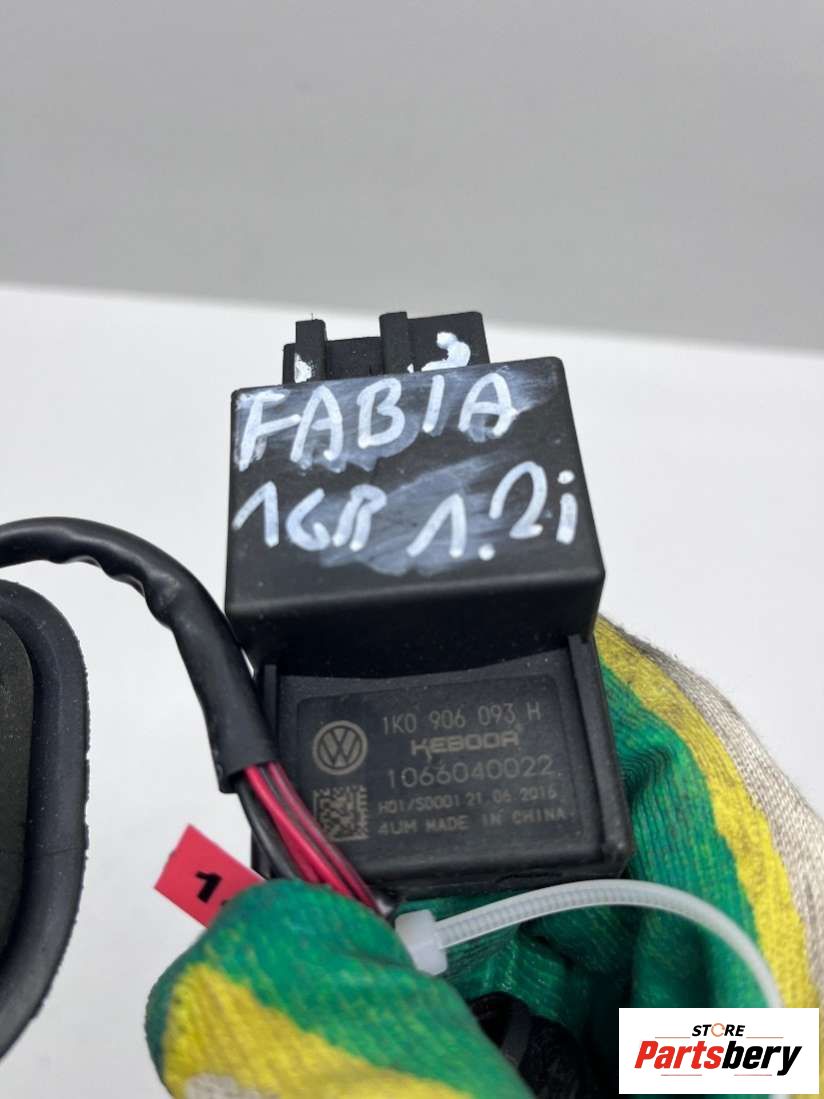 FABIA
16R 1.2i
1K0 906 093 H
KEBODA
1066040022
H01/S0001 21.06.2016
4UM MADE IN CHINA
1.
STORE
Partsbery